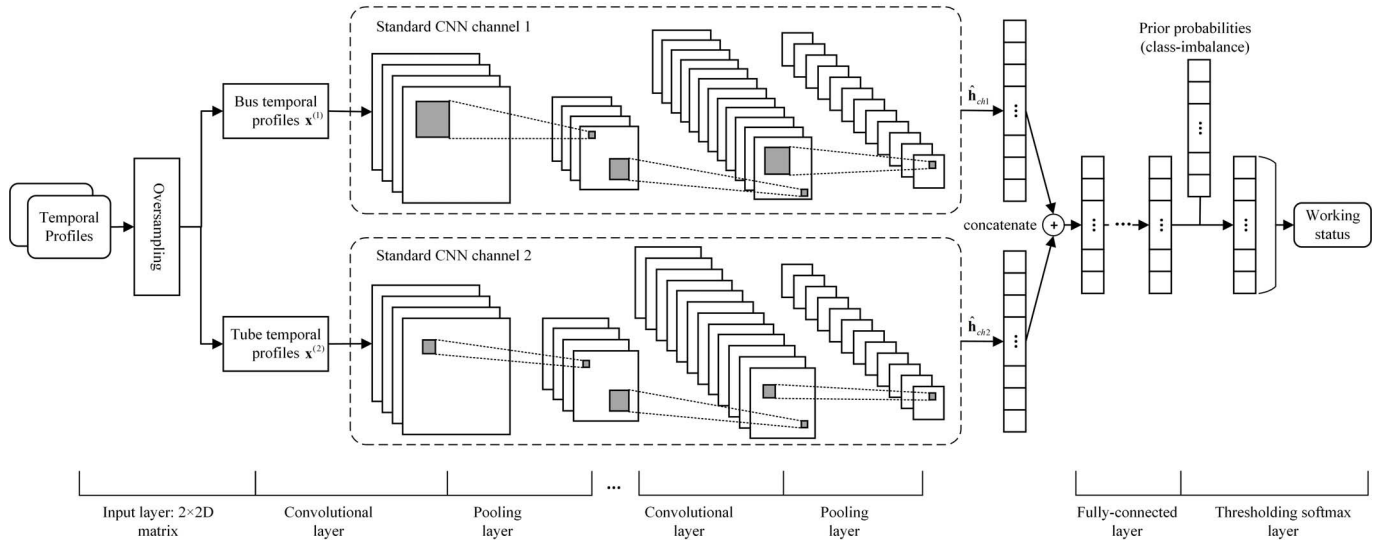 Standard CNN channel 1
Prior probabilities
(class-imbalance)
Bus temporal
profiles x⁽¹⁾
ĥ_ch1
...
...
Temporal
Profiles
Oversampling
concatenate
+
...
...
...
...
Working
status
Standard CNN channel 2
Tube temporal
profiles x⁽²⁾
ĥ_ch2
...
...
Input layer: 2×2D
matrix
Convolutional
layer
Pooling
layer
Convolutional
layer
Pooling
layer
Fully-connected
layer
Thresholding softmax
layer